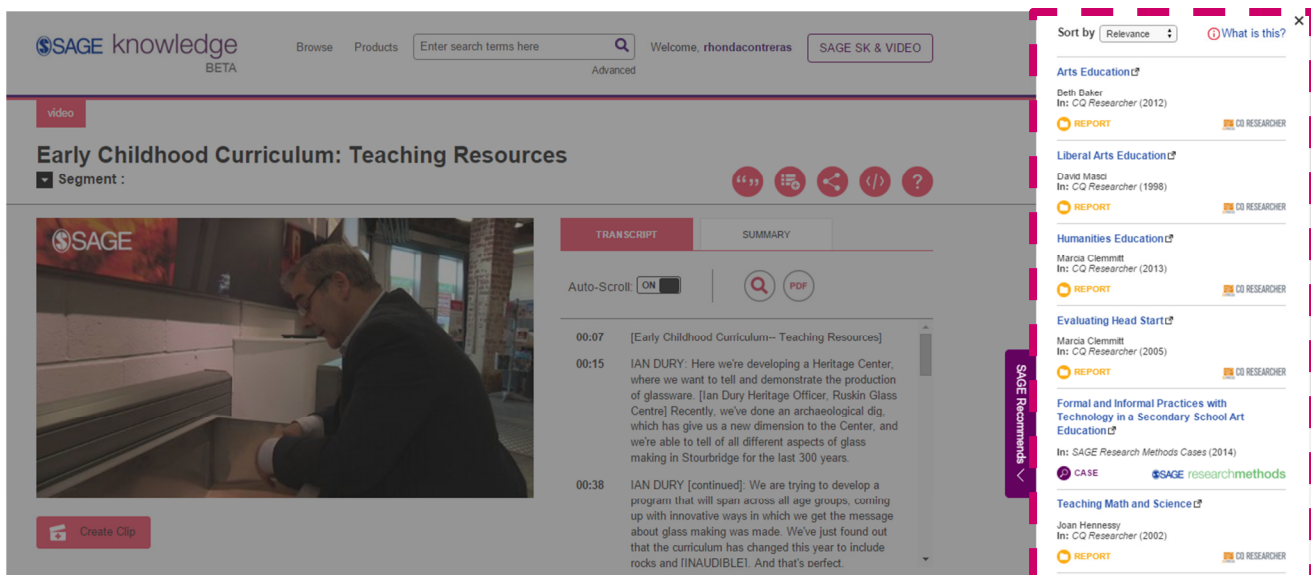 SAGE knowledge
BETA
Browse
Products
Enter search terms here
Advanced
Welcome, rhondacontreras
SAGE SK & VIDEO
video
Early Childhood Curriculum: Teaching Resources
Segment :
SAGE
Create Clip
TRANSCRIPT
SUMMARY
Auto-Scroll: ON
PDF
00:07 [Early Childhood Curriculum-- Teaching Resources]
00:15 IAN DURY: Here we're developing a Heritage Center,
where we want to tell and demonstrate the production
of glassware. [Ian Dury Heritage Officer, Ruskin Glass
Centre] Recently, we've done an archaeological dig,
which has give us a new dimension to the Center, and
we're able to tell of all different aspects of glass
making in Stourbridge for the last 300 years.
00:38 IAN DURY [continued]: We are trying to develop a
program that will span across all age groups, coming
up with innovative ways in which we get the message
about glass making was made. We've just found out
that the curriculum has changed this year to include
rocks and [INAUDIBLE]. And that's perfect.
SAGE Recommends
Sort by Relevance
What is this?
Arts Education
Beth Baker
In: CQ Researcher (2012)
REPORT
CQ RESEARCHER
Liberal Arts Education
David Masci
In: CQ Researcher (1998)
REPORT
CQ RESEARCHER
Humanities Education
Marcia Clemmitt
In: CQ Researcher (2013)
REPORT
CQ RESEARCHER
Evaluating Head Start
Marcia Clemmitt
In: CQ Researcher (2005)
REPORT
CQ RESEARCHER
Formal and Informal Practices with
Technology in a Secondary School Art
Education
In: SAGE Research Methods Cases (2014)
CASE
SAGE researchmethods
Teaching Math and Science
Joan Hennessy
In: CQ Researcher (2002)
REPORT
CQ RESEARCHER